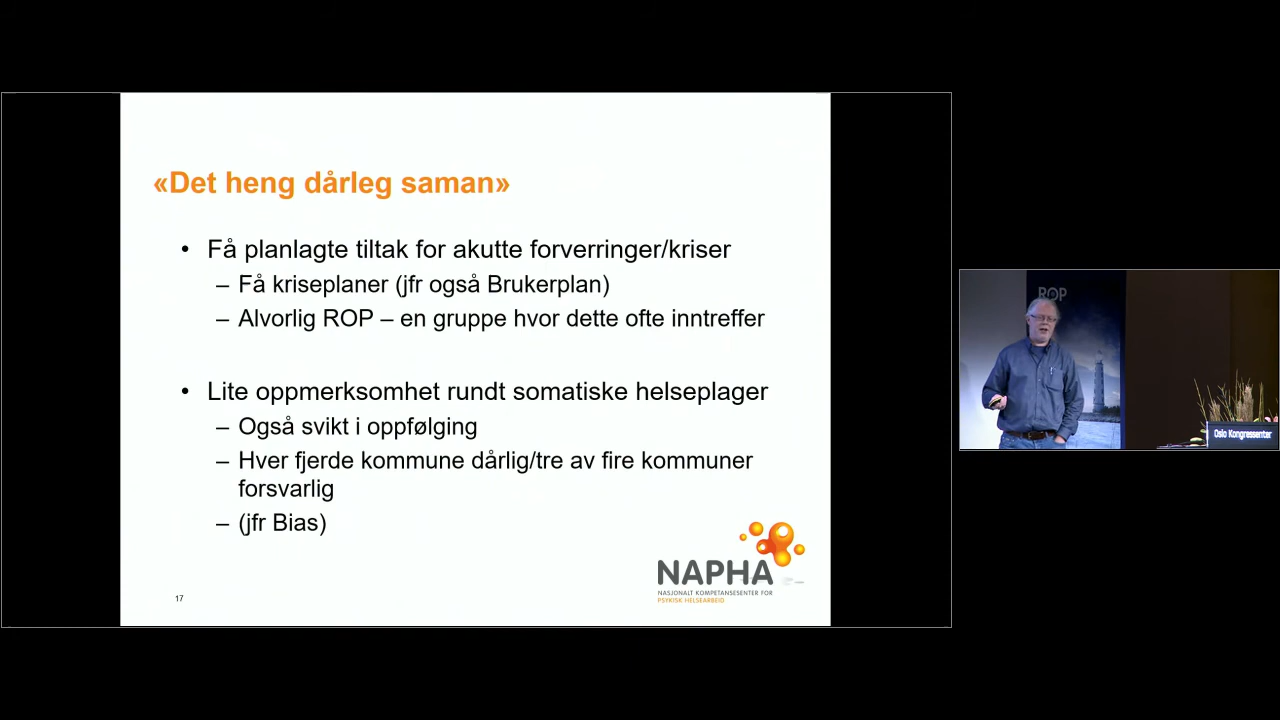 «Det heng dårleg saman»
• Få planlagte tiltak for akutte forverringer/kriser
– Få kriseplaner (jfr også Brukerplan)
– Alvorlig ROP – en gruppe hvor dette ofte inntreffer
• Lite oppmerksomhet rundt somatiske helseplager
– Også svikt i oppfølging
– Hver fjerde kommune dårlig/tre av fire kommuner
forsvarlig
– (jfr Bias)
NAPHA
NASJONALT KOMPETANSESENTER FOR
PSYKISK HELSEARBEID
17
ROP
Oslo Kongressenter